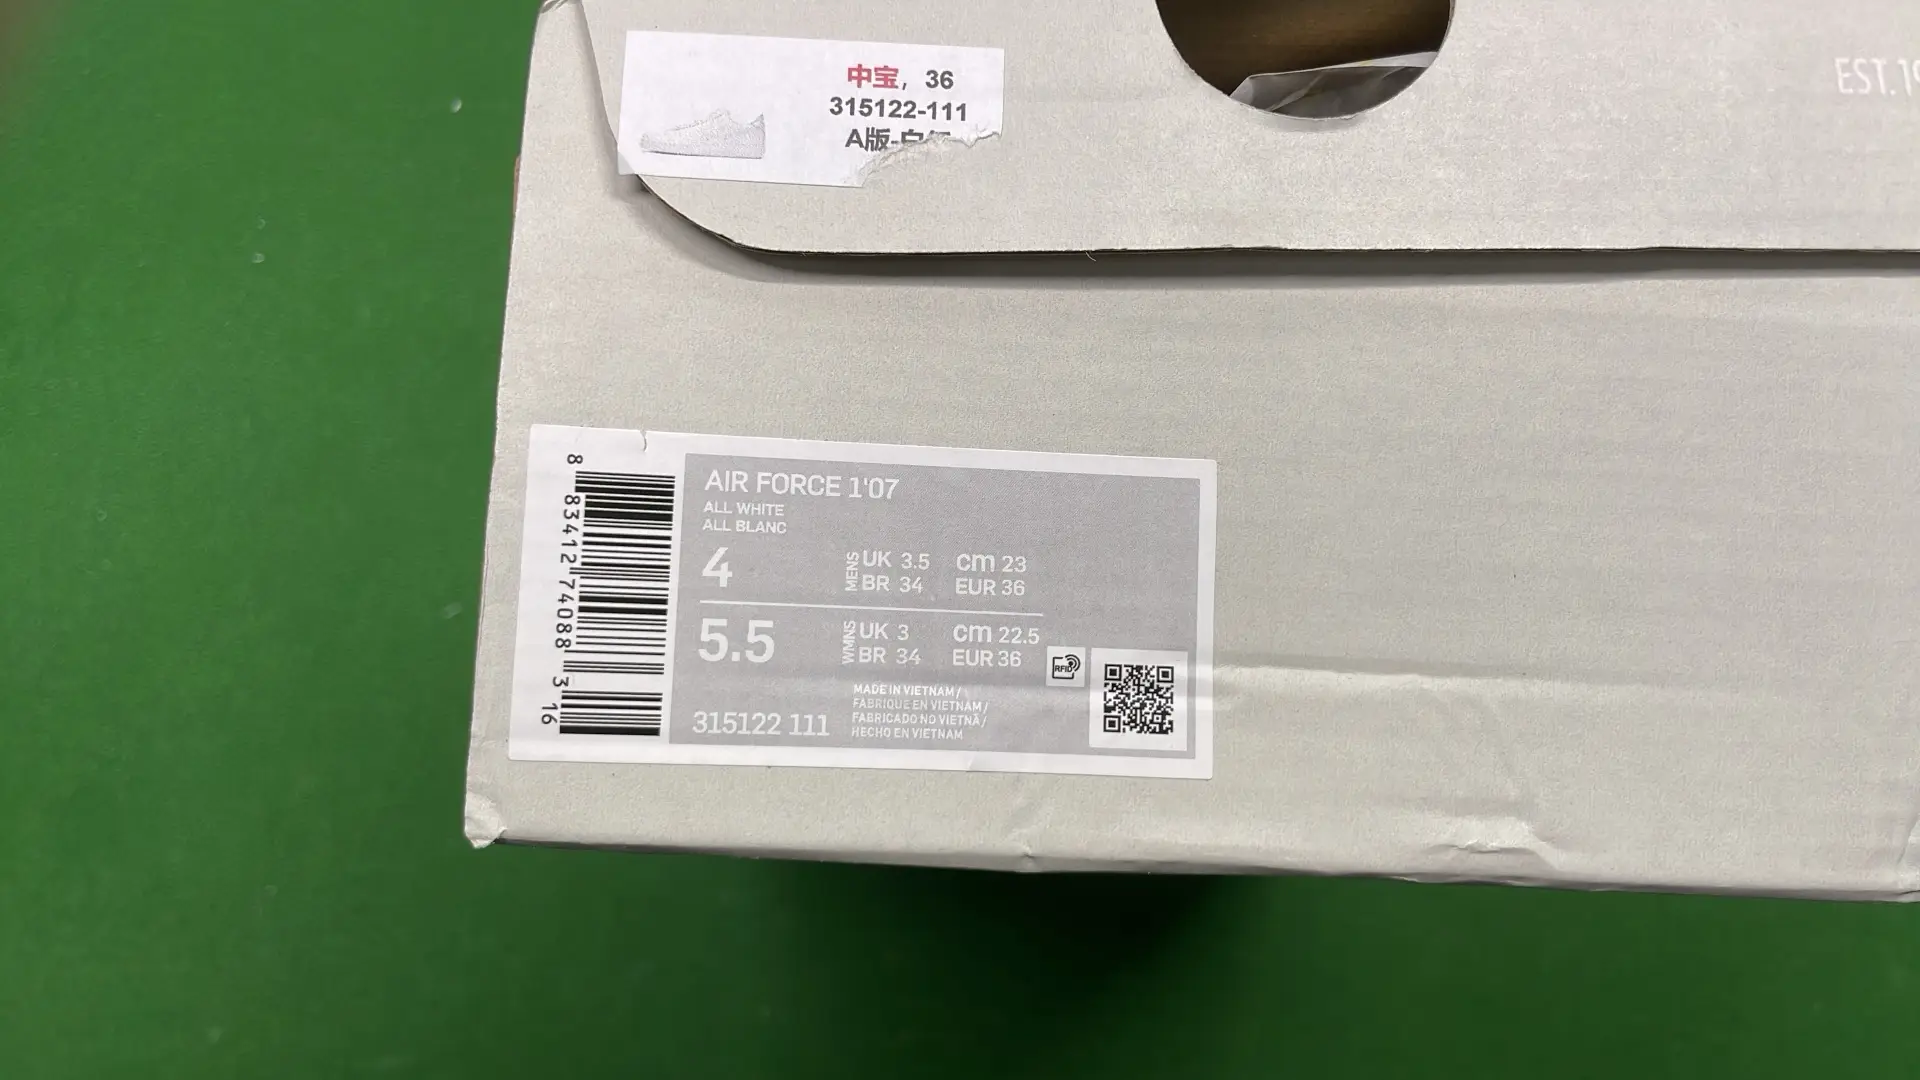 中宝，36
315122-111
A版-白
EST.19
AIR FORCE 1'07
ALL WHITE
ALL BLANC
4
MENS
UK 3.5 cm 23
BR 34 EUR 36
5.5
WMNS
UK 3 cm 22.5
BR 34 EUR 36
RFID
315122 111
MADE IN VIETNAM /
FABRIQUE EN VIETNAM /
FABRICADO NO VIETNÃ /
HECHO EN VIETNAM
8 83412 74088 3 16